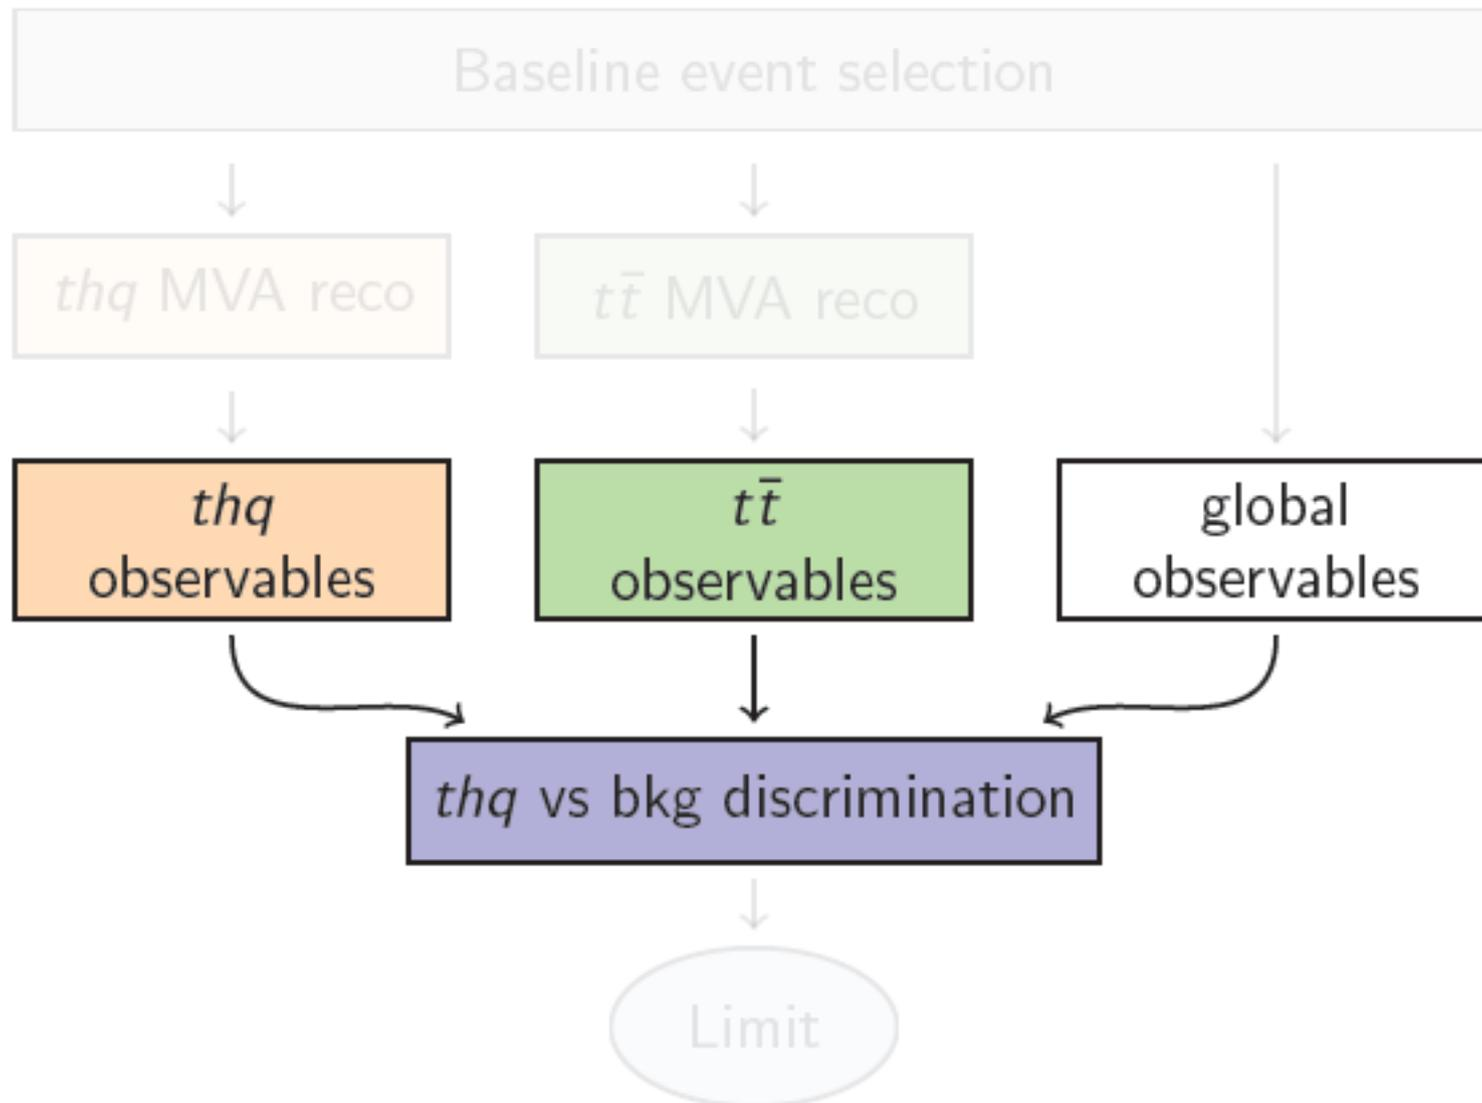 Baseline event selection
thq MVA reco
tt̄ MVA reco
thq
observables
tt̄
observables
global
observables
thq vs bkg discrimination
Limit